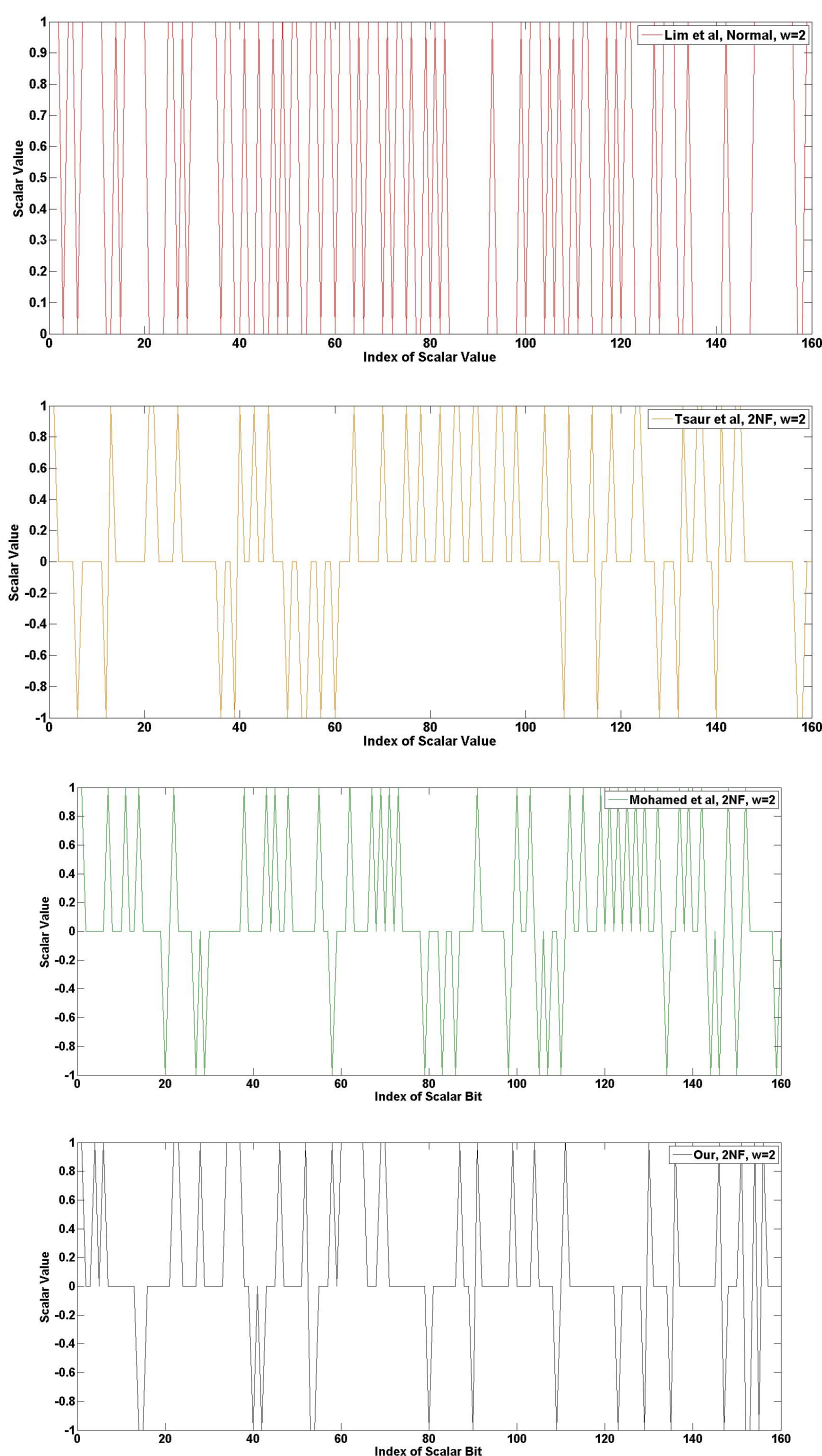 Lim et al, Normal, w=2
Scalar Value
1
0.9
0.8
0.7
0.6
0.5
0.4
0.3
0.2
0.1
0
0 20 40 60 80 100 120 140 160
Index of Scalar Value
Tsaur et al, 2NF, w=2
Scalar Value
1
0.8
0.6
0.4
0.2
0
-0.2
-0.4
-0.6
-0.8
-1
0 20 40 60 80 100 120 140 160
Index of Scalar Value
Mohamed et al, 2NF, w=2
Scalar Value
1
0.8
0.6
0.4
0.2
0
-0.2
-0.4
-0.6
-0.8
-1
0 20 40 60 80 100 120 140 160
Index of Scalar Bit
Our, 2NF, w=2
Scalar Value
1
0.8
0.6
0.4
0.2
0
-0.2
-0.4
-0.6
-0.8
-1
0 20 40 60 80 100 120 140 160
Index of Scalar Bit